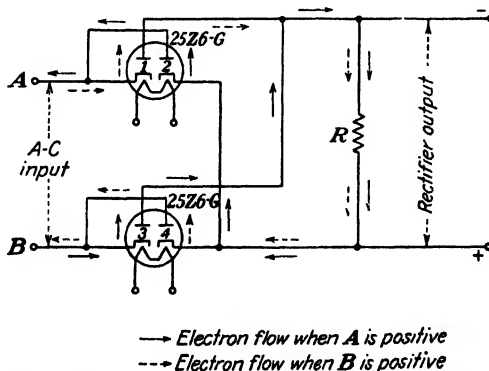 25Z6-G
1 2
A
A-C
input
R
Rectifier output
-
25Z6-G
3 4
B
+
Electron flow when A is positive
Electron flow when B is positive